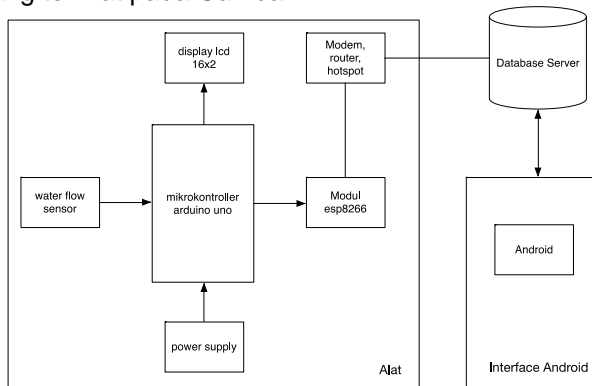 display lcd
16x2
Modem,
router,
hotspot
Database Server
water flow
sensor
mikrokontroller
arduino uno
Modul
esp8266
Android
power supply
Alat
Interface Android